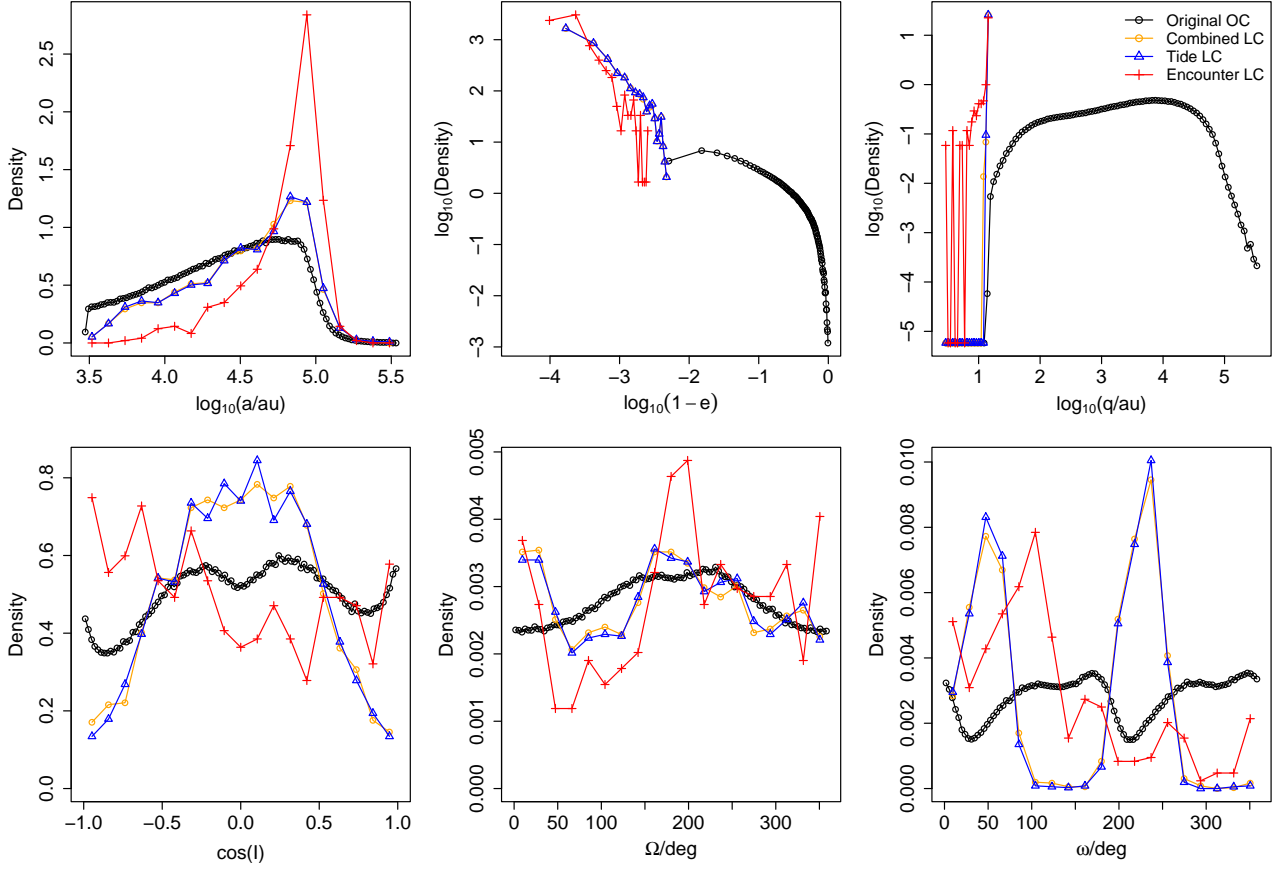 Density
0.0 0.5 1.0 1.5 2.0 2.5
3.5 4.0 4.5 5.0 5.5
log10(a/au)
log10(Density)
−3 −2 −1 0 1 2 3
−4 −3 −2 −1 0
log10(1−e)
log10(Density)
−5 −4 −3 −2 −1 0 1
1 2 3 4 5
log10(q/au)
Original OC
Combined LC
Tide LC
Encounter LC
Density
0.0 0.2 0.4 0.6 0.8
−1.0 −0.5 0.0 0.5 1.0
cos(I)
Density
0.000 0.001 0.002 0.003 0.004 0.005
0 50 100 200 300
Ω/deg
Density
0.000 0.002 0.004 0.006 0.008 0.010
0 50 100 200 300
ω/deg